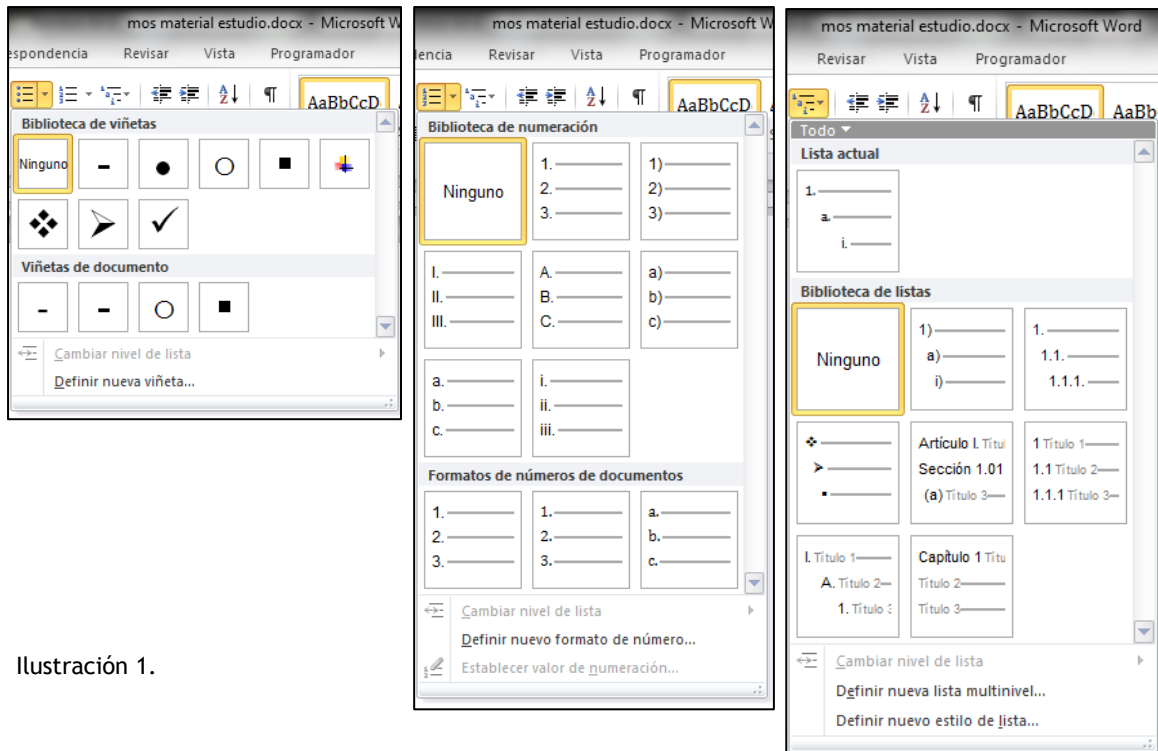 mos material estudio.docx - Microsoft W
espondencia Revisar Vista Programador
AaBbCcD
Biblioteca de viñetas
Ninguno
Viñetas de documento
Cambiar nivel de lista
Definir nueva viñeta...
mos material estudio.docx - Microsoft W
lencia Revisar Vista Programador
AaBbCcD
Biblioteca de numeración
Ninguno
1.
2.
3.
1)
2)
3)
I.
II.
III.
A.
B.
C.
a)
b)
c)
a.
b.
c.
i.
ii.
iii.
Formatos de números de documentos
1.
2.
3.
1.
2.
3.
a.
b.
c.
Cambiar nivel de lista
Definir nuevo formato de número...
Establecer valor de numeración...
mos material estudio.docx - Microsoft Word
Revisar Vista Programador
AaBbCcD AaBb
Todo
Lista actual
1.
a.
i.
Biblioteca de listas
Ninguno
1)
a)
i)
1.
1.1.
1.1.1.
Artículo I. Títu
Sección 1.01
(a) Título 3
1 Título 1
1.1 Título 2
1.1.1 Título 3
I. Título 1
A. Título 2
1. Título 3
Capítulo 1 Títu
Título 2
Título 3
Cambiar nivel de lista
Definir nueva lista multinivel...
Definir nuevo estilo de lista...
Ilustración 1.